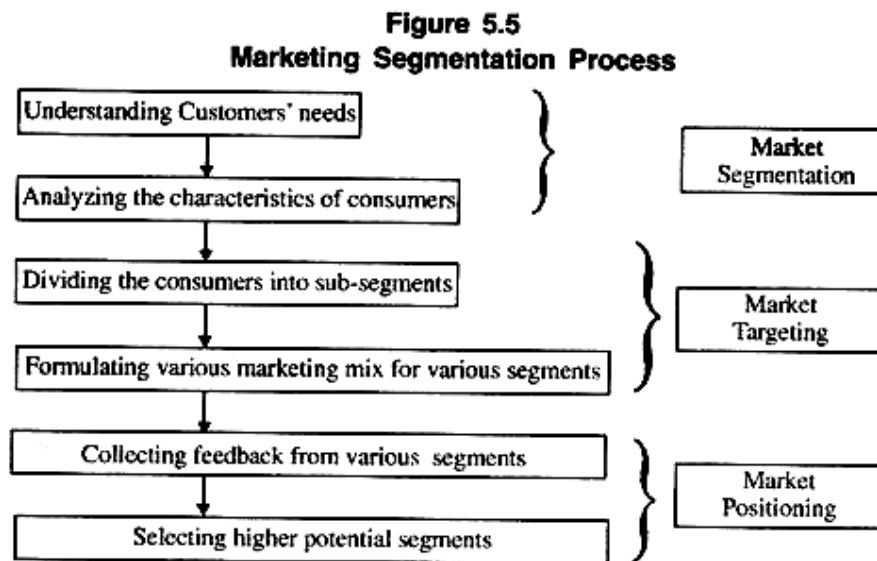 Figure 5.5
Marketing Segmentation Process
Understanding Customers' needs
Analyzing the characteristics of consumers
Market
Segmentation
Dividing the consumers into sub-segments
Formulating various marketing mix for various segments
Market
Targeting
Collecting feedback from various segments
Selecting higher potential segments
Market
Positioning